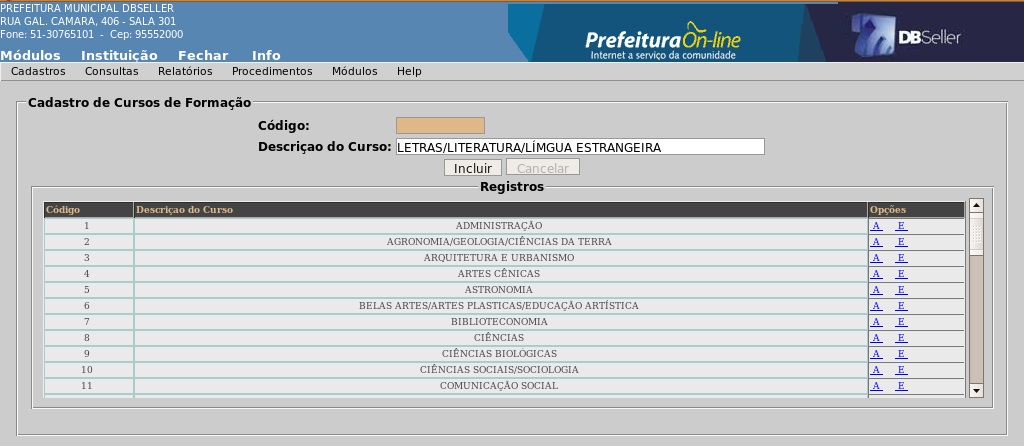 PREFEITURA MUNICIPAL DBSELLER
RUA GAL. CAMARA, 406 - SALA 301
Fone: 51-30765101 - Cep: 95552000
Módulos Instituição Fechar Info
PrefeituraOn-line
Internet a serviço da comunidade
DBSeller
Cadastros Consultas Relatórios Procedimentos Módulos Help
Cadastro de Cursos de Formação
Código:
Descriçao do Curso: LETRAS/LITERATURA/LÍMGUA ESTRANGEIRA
Incluir Cancelar
Registros
Código Descriçao do Curso Opções
1 ADMINISTRAÇÃO A E
2 AGRONOMIA/GEOLOGIA/CIÊNCIAS DA TERRA A E
3 ARQUITETURA E URBANISMO A E
4 ARTES CÊNICAS A E
5 ASTRONOMIA A E
6 BELAS ARTES/ARTES PLASTICAS/EDUCAÇÃO ARTÍSTICA A E
7 BIBLIOTECONOMIA A E
8 CIÊNCIAS A E
9 CIÊNCIAS BIOLÓGICAS A E
10 CIÊNCIAS SOCIAIS/SOCIOLOGIA A E
11 COMUNICAÇÃO SOCIAL A E